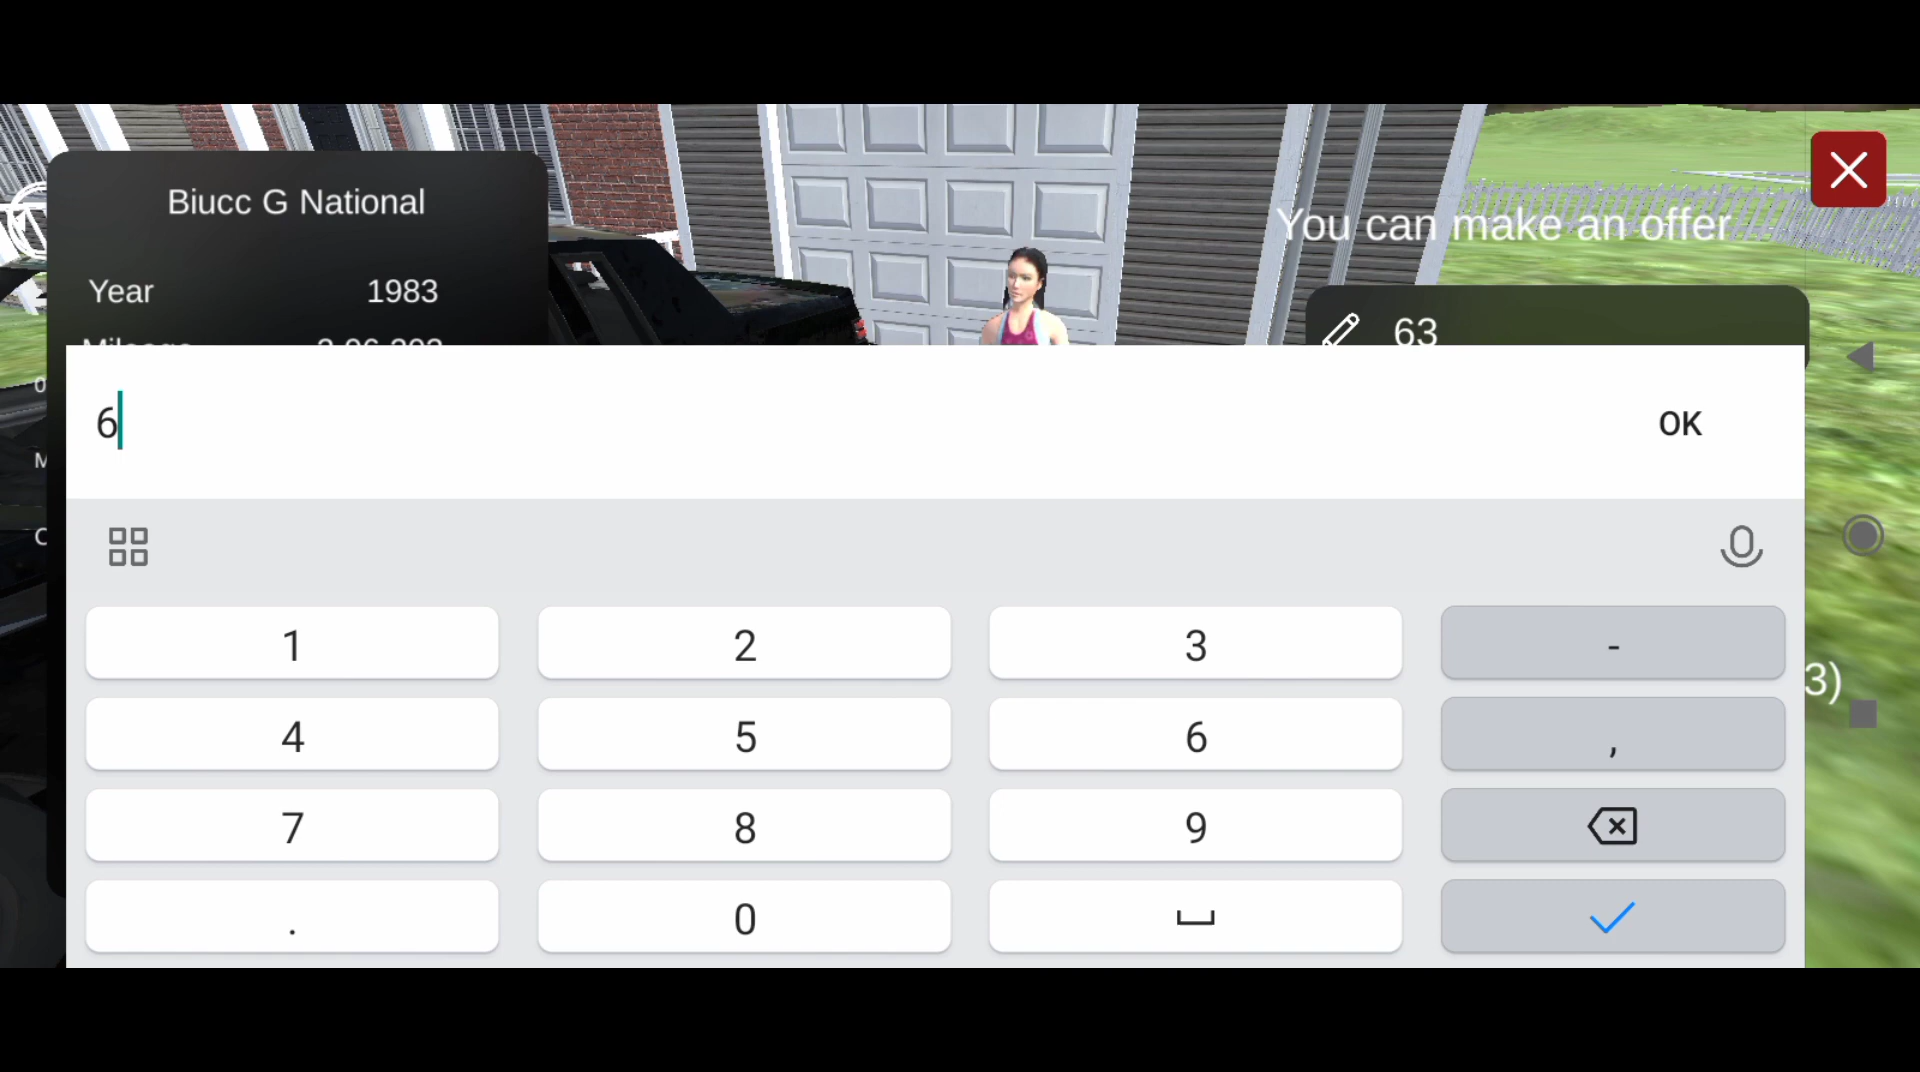 Biucc G National
You can make an offer
Year 1983
63
6
OK
1 2 3 -
4 5 6 ,
7 8 9
. 0
3)